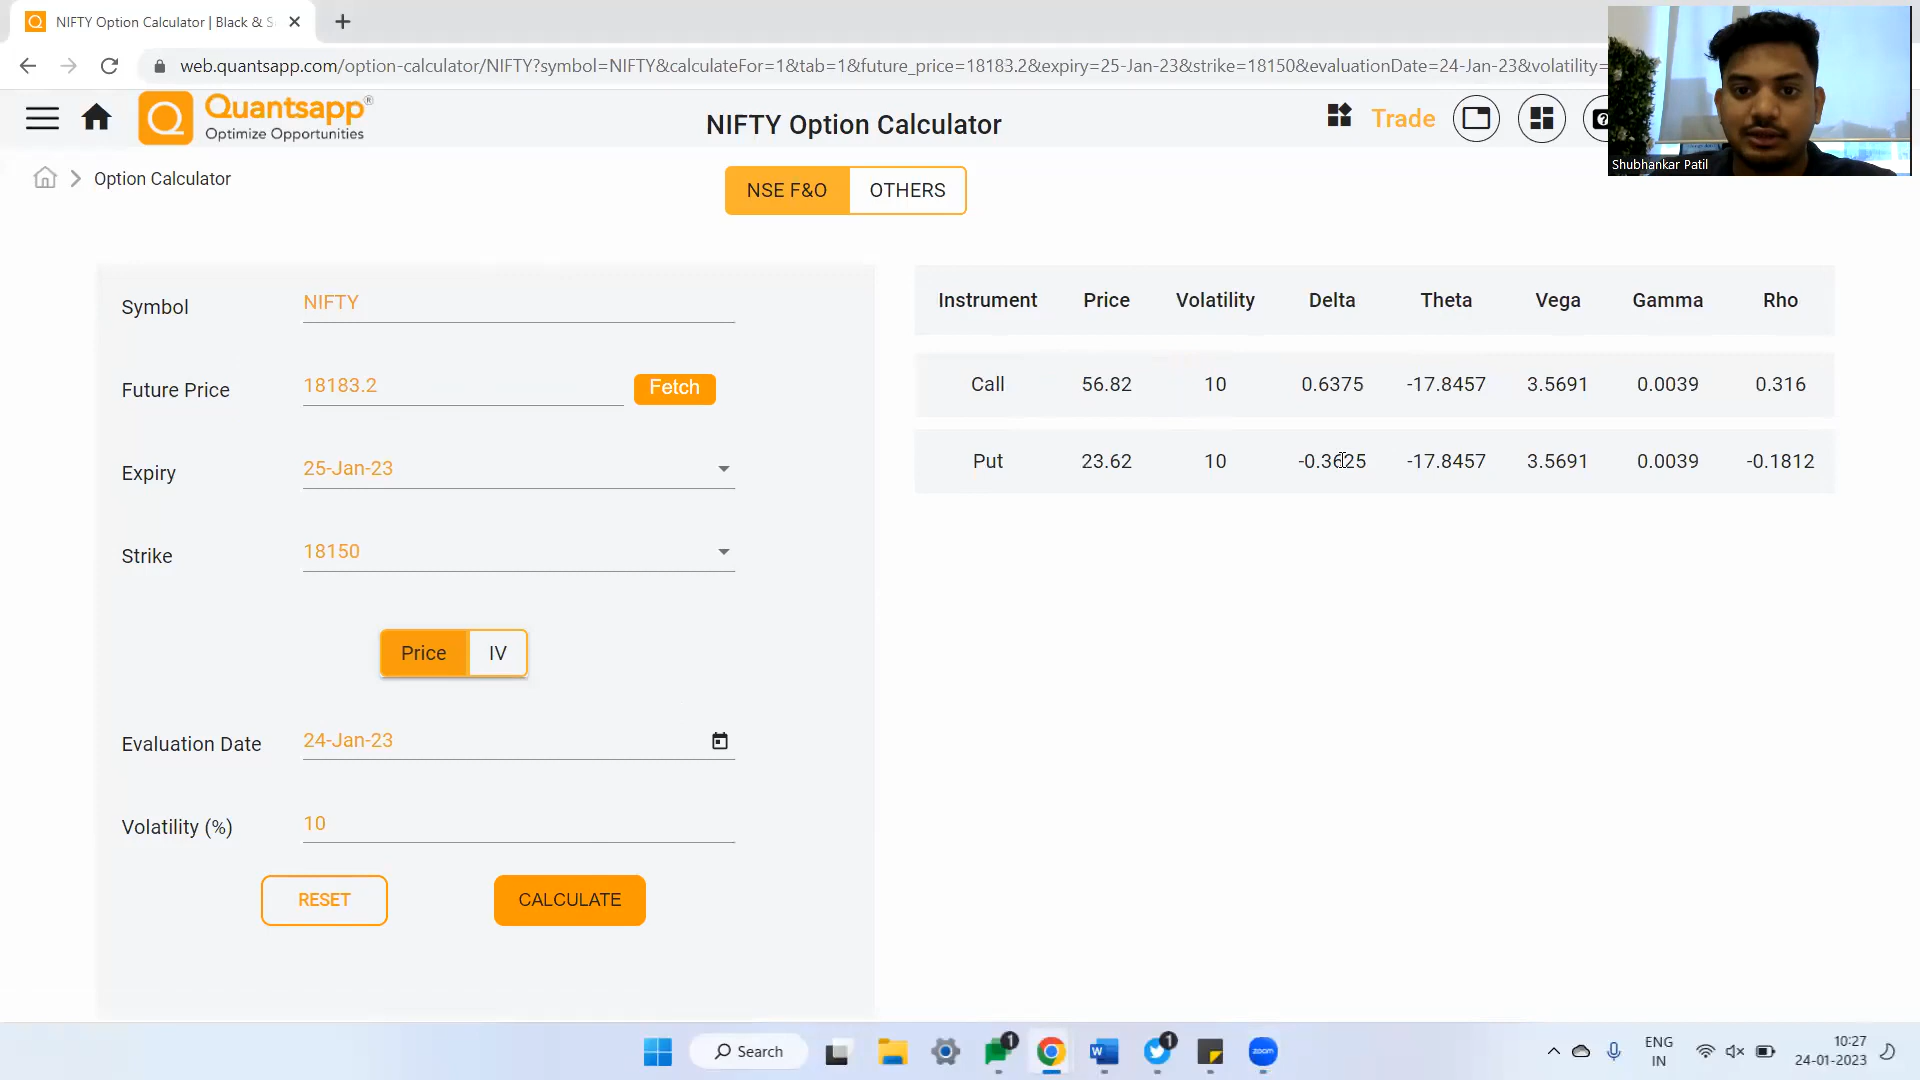 NIFTY Option Calculator | Black & S
web.quantsapp.com/option-calculator/NIFTY?symbol=NIFTY&calculateFor=1&tab=1&future_price=18183.2&expiry=25-Jan-23&strike=18150&evaluationDate=24-Jan-23&volatility=
Quantsapp®
Optimize Opportunities
NIFTY Option Calculator
Trade
Shubhankar Patil
Option Calculator
NSE F&O OTHERS
Symbol NIFTY
Future Price 18183.2 Fetch
Expiry 25-Jan-23
Strike 18150
Price IV
Evaluation Date 24-Jan-23
Volatility (%) 10
RESET CALCULATE
Instrument Price Volatility Delta Theta Vega Gamma Rho
Call 56.82 10 0.6375 -17.8457 3.5691 0.0039 0.316
Put 23.62 10 -0.3625 -17.8457 3.5691 0.0039 -0.1812
Search
1
1
zoom
ENG
IN
10:27
24-01-2023